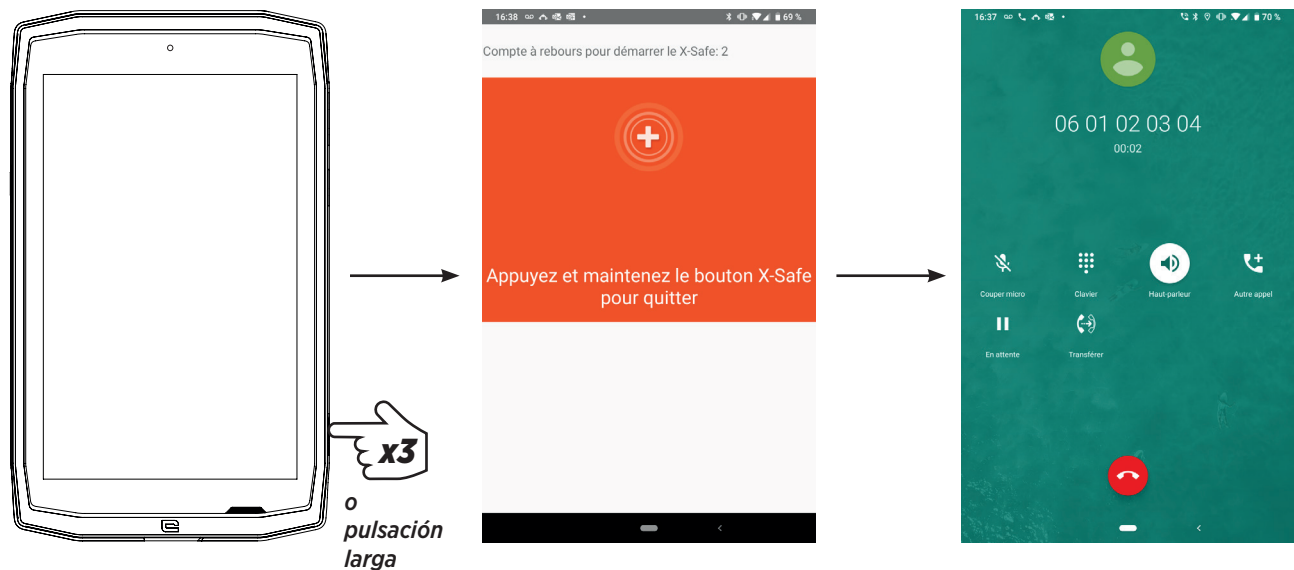 x3
o
pulsación
larga
16:38 69 %
Compte à rebours pour démarrer le X-Safe: 2
Appuyez et maintenez le bouton X-Safe
pour quitter
16:37 70 %
06 01 02 03 04
00:02
Couper micro Clavier Haut-parleur Autre appel
En attente Transférer